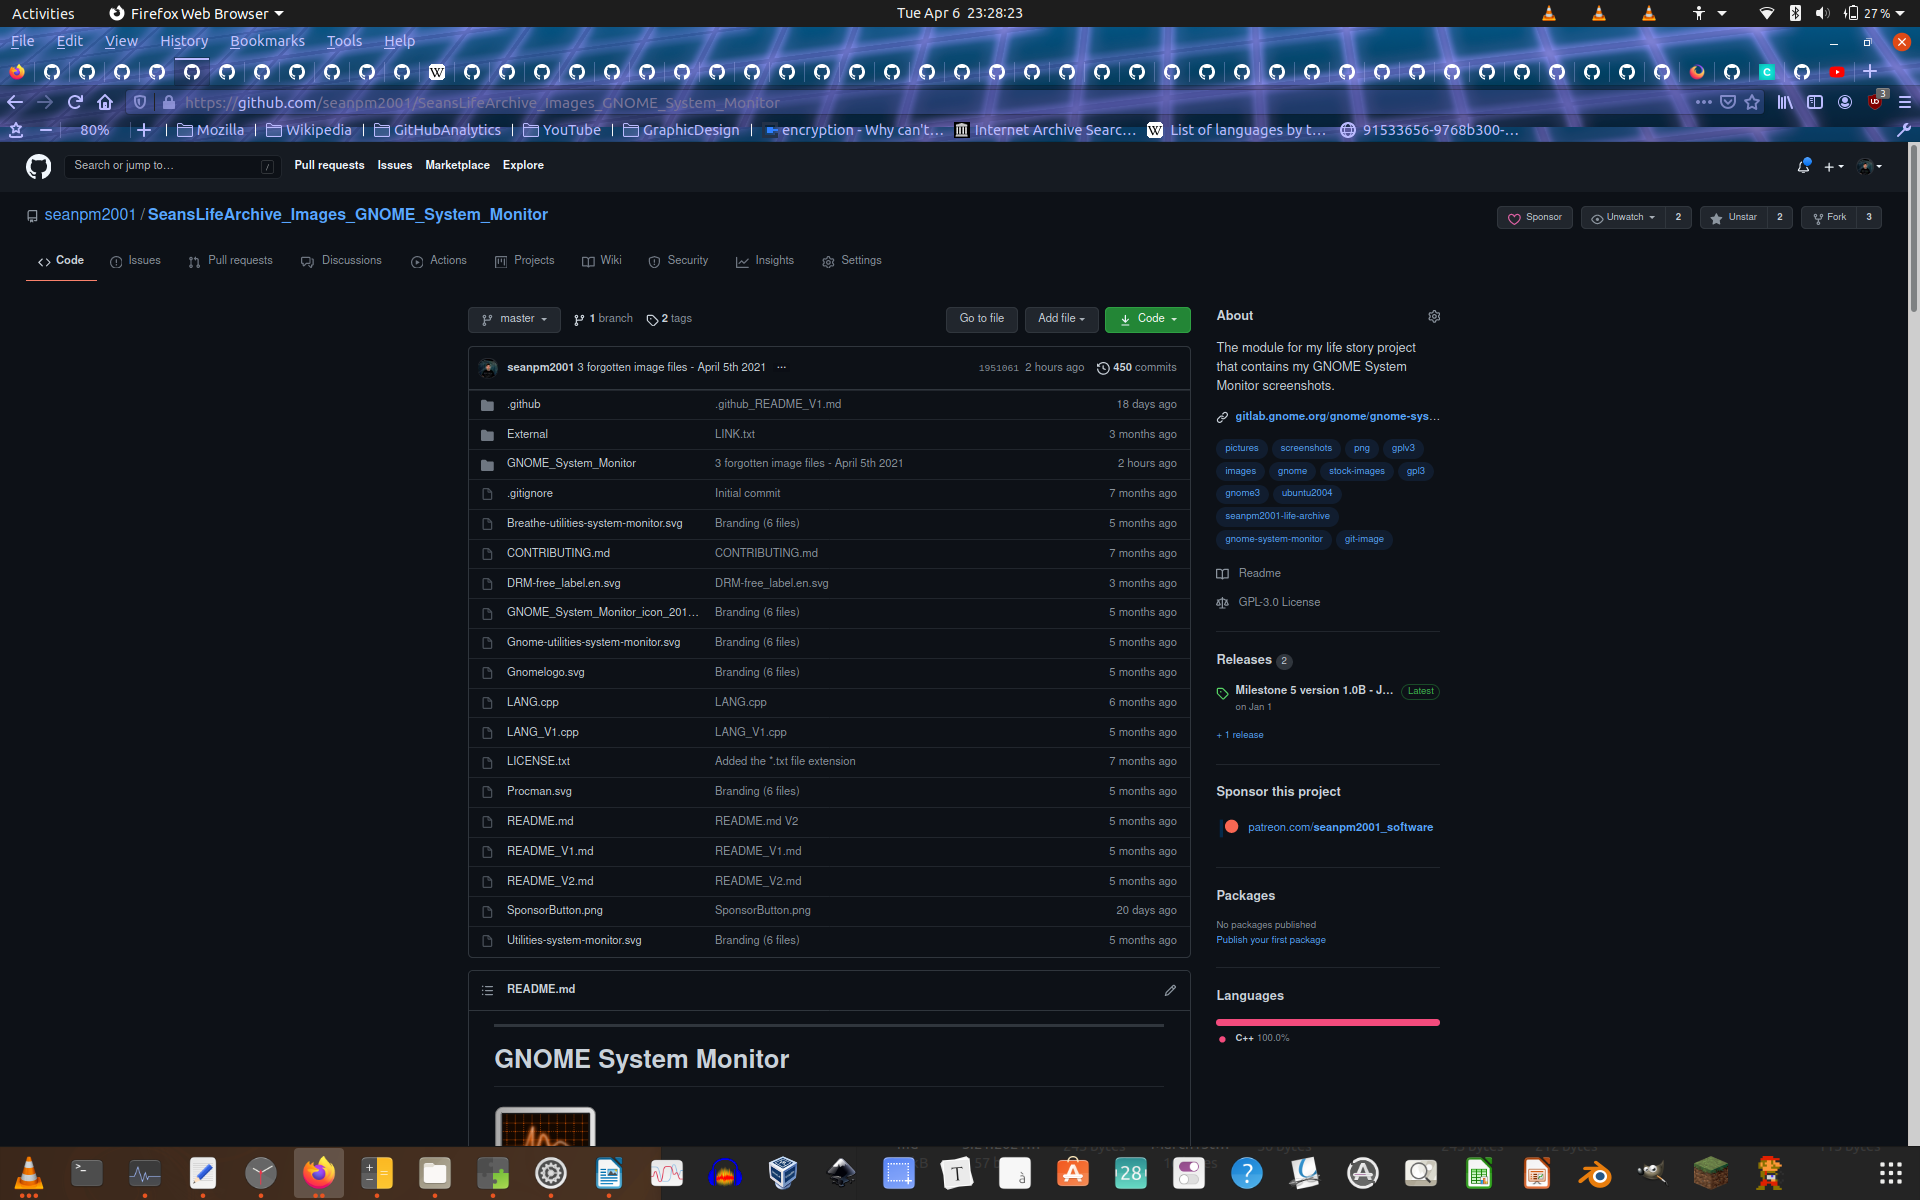 Activities Firefox Web Browser Tue Apr 6 23:28:23 27 %
File Edit View History Bookmarks Tools Help
https://github.com/seanpm2001/SeansLifeArchive_Images_GNOME_System_Monitor 3
80% Mozilla Wikipedia GitHubAnalytics YouTube GraphicDesign encryption - Why can't… Internet Archive Searc… List of languages by t… 91533656-9768b300-…
Search or jump to… / Pull requests Issues Marketplace Explore
seanpm2001 / SeansLifeArchive_Images_GNOME_System_Monitor Sponsor Unwatch 2 Unstar 2 Fork 3
Code Issues Pull requests Discussions Actions Projects Wiki Security Insights Settings
master 1 branch 2 tags Go to file Add file Code
seanpm2001 3 forgotten image files - April 5th 2021 … 1951061 2 hours ago 450 commits
.github .github_README_V1.md 18 days ago
External LINK.txt 3 months ago
GNOME_System_Monitor 3 forgotten image files - April 5th 2021 2 hours ago
.gitignore Initial commit 7 months ago
Breathe-utilities-system-monitor.svg Branding (6 files) 5 months ago
CONTRIBUTING.md CONTRIBUTING.md 7 months ago
DRM-free_label.en.svg DRM-free_label.en.svg 3 months ago
GNOME_System_Monitor_icon_201… Branding (6 files) 5 months ago
Gnome-utilities-system-monitor.svg Branding (6 files) 5 months ago
Gnomelogo.svg Branding (6 files) 5 months ago
LANG.cpp LANG.cpp 6 months ago
LANG_V1.cpp LANG_V1.cpp 5 months ago
LICENSE.txt Added the *.txt file extension 7 months ago
Procman.svg Branding (6 files) 5 months ago
README.md README.md V2 5 months ago
README_V1.md README_V1.md 5 months ago
README_V2.md README_V2.md 5 months ago
SponsorButton.png SponsorButton.png 20 days ago
Utilities-system-monitor.svg Branding (6 files) 5 months ago
README.md
GNOME System Monitor
About
The module for my life story project
that contains my GNOME System
Monitor screenshots.
gitlab.gnome.org/gnome/gnome-sys…
pictures screenshots png gplv3
images gnome stock-images gpl3
gnome3 ubuntu2004
seanpm2001-life-archive
gnome-system-monitor git-image
Readme
GPL-3.0 License
Releases 2
Milestone 5 version 1.0B - J… Latest
on Jan 1
+ 1 release
Sponsor this project
patreon.com/seanpm2001_software
Packages
No packages published
Publish your first package
Languages
C++ 100.0%